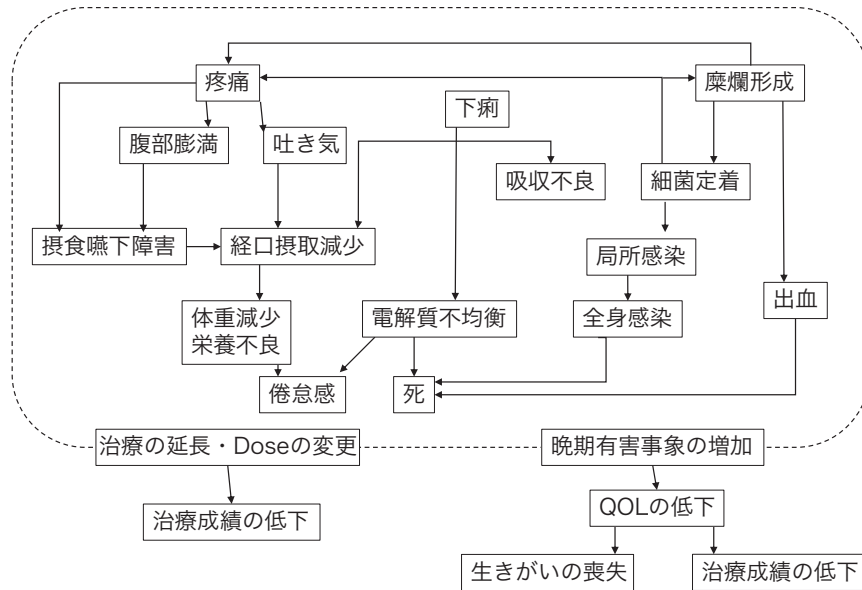 疼痛
糜爛形成
下痢
腹部膨満
吐き気
吸収不良
細菌定着
摂食嚥下障害
経口摂取減少
局所感染
体重減少
栄養不良
電解質不均衡
全身感染
出血
倦怠感
死
治療の延長・Doseの変更
晩期有害事象の増加
治療成績の低下
QOLの低下
生きがいの喪失
治療成績の低下